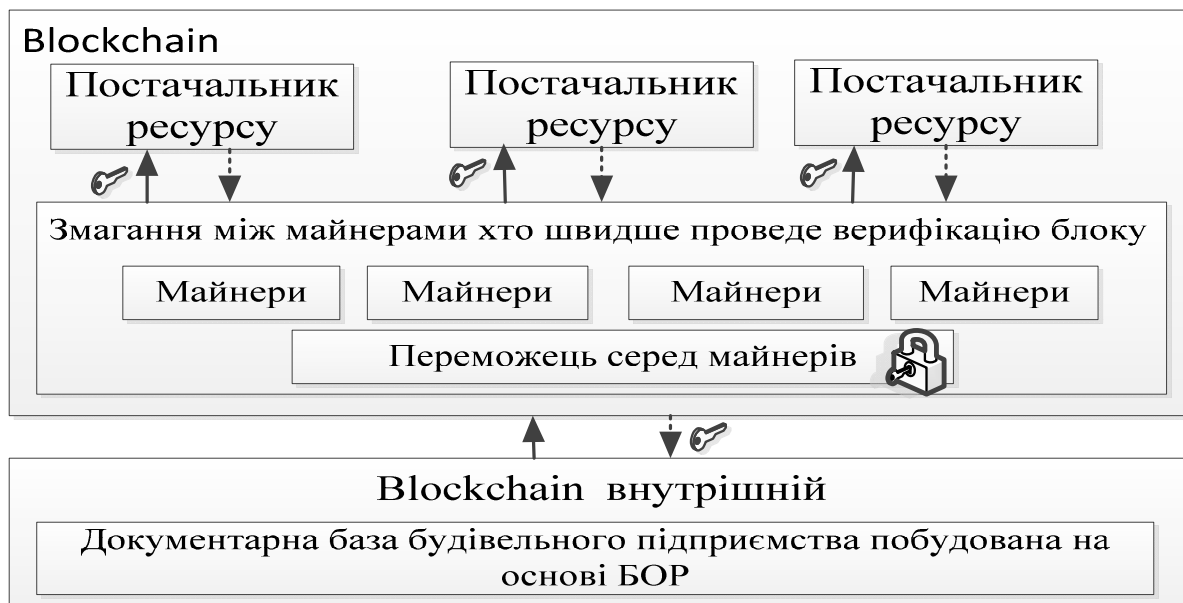 Blockchain
Постачальник
ресурсу
Постачальник
ресурсу
Постачальник
ресурсу
Змагання між майнерами хто швидше проведе верифікацію блоку
Майнери
Майнери
Майнери
Майнери
Переможець серед майнерів
Blockchain внутрішній
Документарна база будівельного підприємства побудована на
основі БОР